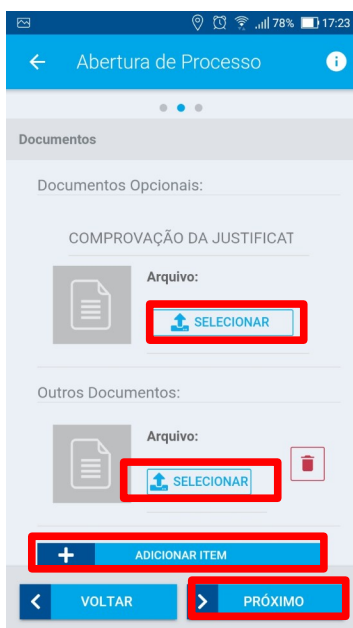 78% 17:23
Abertura de Processo
Documentos
Documentos Opcionais:
COMPROVAÇÃO DA JUSTIFICAT
Arquivo:
SELECIONAR
Outros Documentos:
Arquivo:
SELECIONAR
+ ADICIONAR ITEM
VOLTAR PRÓXIMO